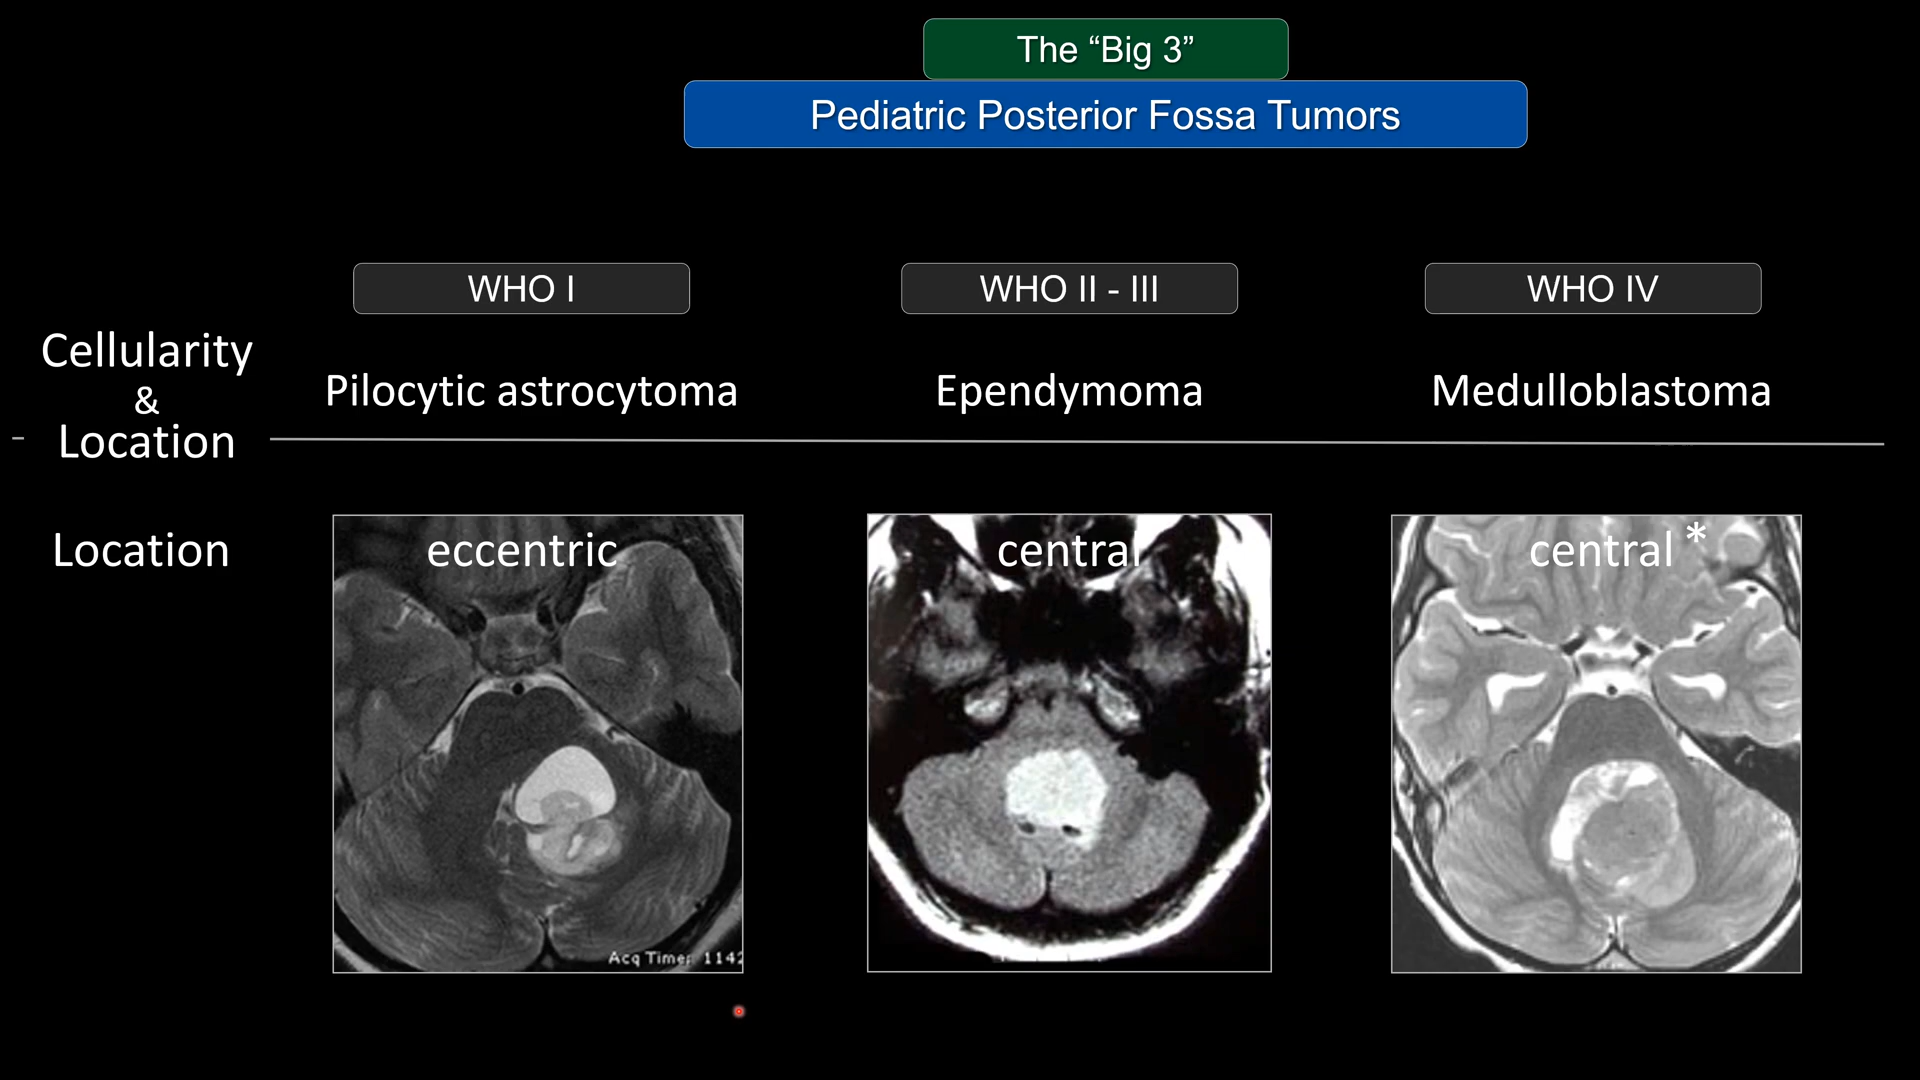 The “Big 3”
Pediatric Posterior Fossa Tumors
WHO I
WHO II - III
WHO IV
Cellularity
&
Location
Pilocytic astrocytoma
Ependymoma
Medulloblastoma
Location
eccentric
central
central *
Acq Time: 1142